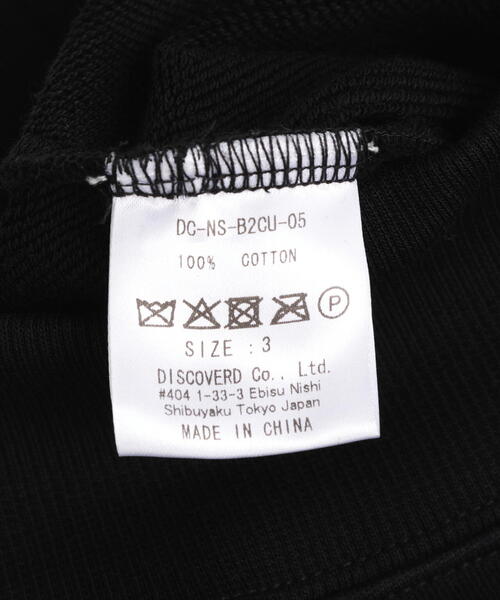 DC-NS-B2CU-05
100% COTTON
P
SIZE : 3
DISCOVERD Co., Ltd.
#404 1-33-3 Ebisu Nishi
Shibuyaku Tokyo Japan
MADE IN CHINA